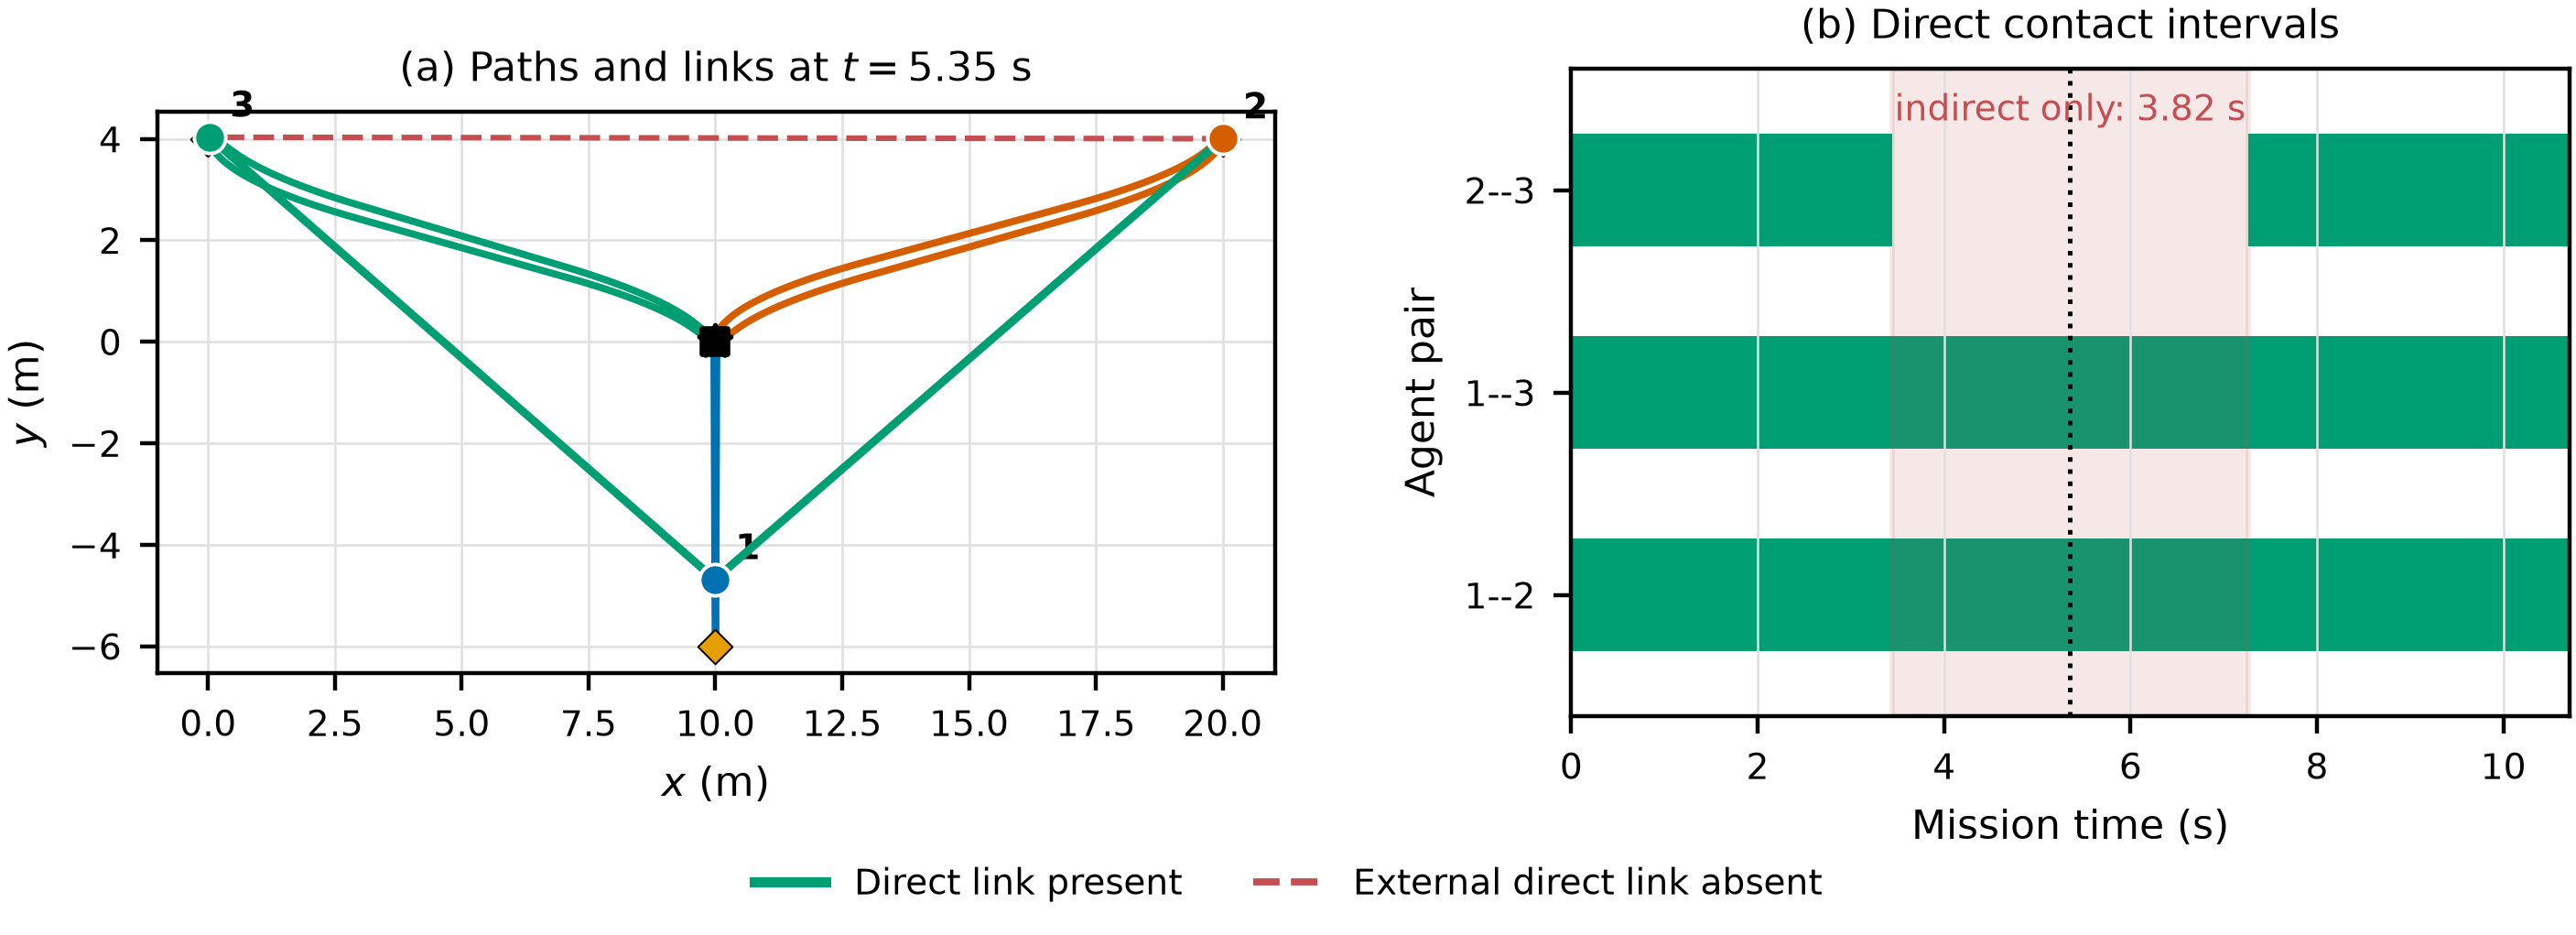 (a) Paths and links at t = 5.35 s
3
2
1
4
2
0
−2
−4
−6
y (m)
0.0 2.5 5.0 7.5 10.0 12.5 15.0 17.5 20.0
x (m)
(b) Direct contact intervals
indirect only: 3.82 s
2--3
1--3
1--2
Agent pair
0 2 4 6 8 10
Mission time (s)
Direct link present
External direct link absent